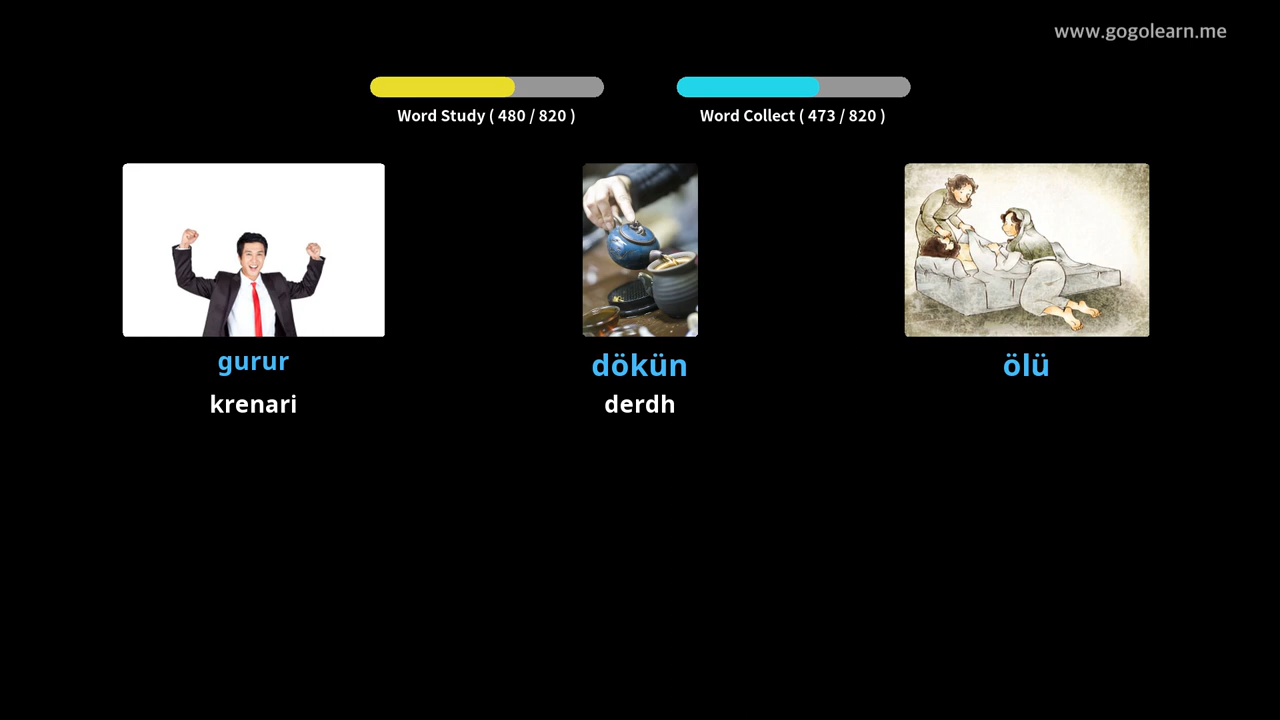 www.gogolearn.me
Word Study ( 480 / 820 )
Word Collect ( 473 / 820 )
gurur
dökün
ölü
krenari
derdh